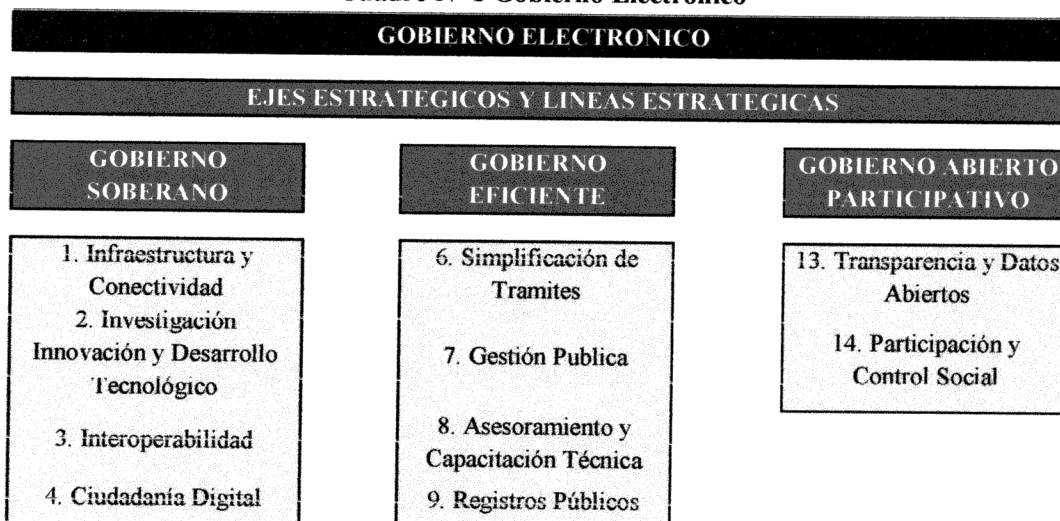 GOBIERNO ELECTRONICO
EJES ESTRATEGICOS Y LINEAS ESTRATEGICAS
GOBIERNO
SOBERANO
1. Infraestructura y
Conectividad
2. Investigación
Innovación y Desarrollo
Tecnológico
3. Interoperabilidad
4. Ciudadanía Digital
GOBIERNO
EFICIENTE
6. Simplificación de
Tramites
7. Gestión Publica
8. Asesoramiento y
Capacitación Técnica
9. Registros Públicos
GOBIERNO ABIERTO
PARTICIPATIVO
13. Transparencia y Datos
Abiertos
14. Participación y
Control Social